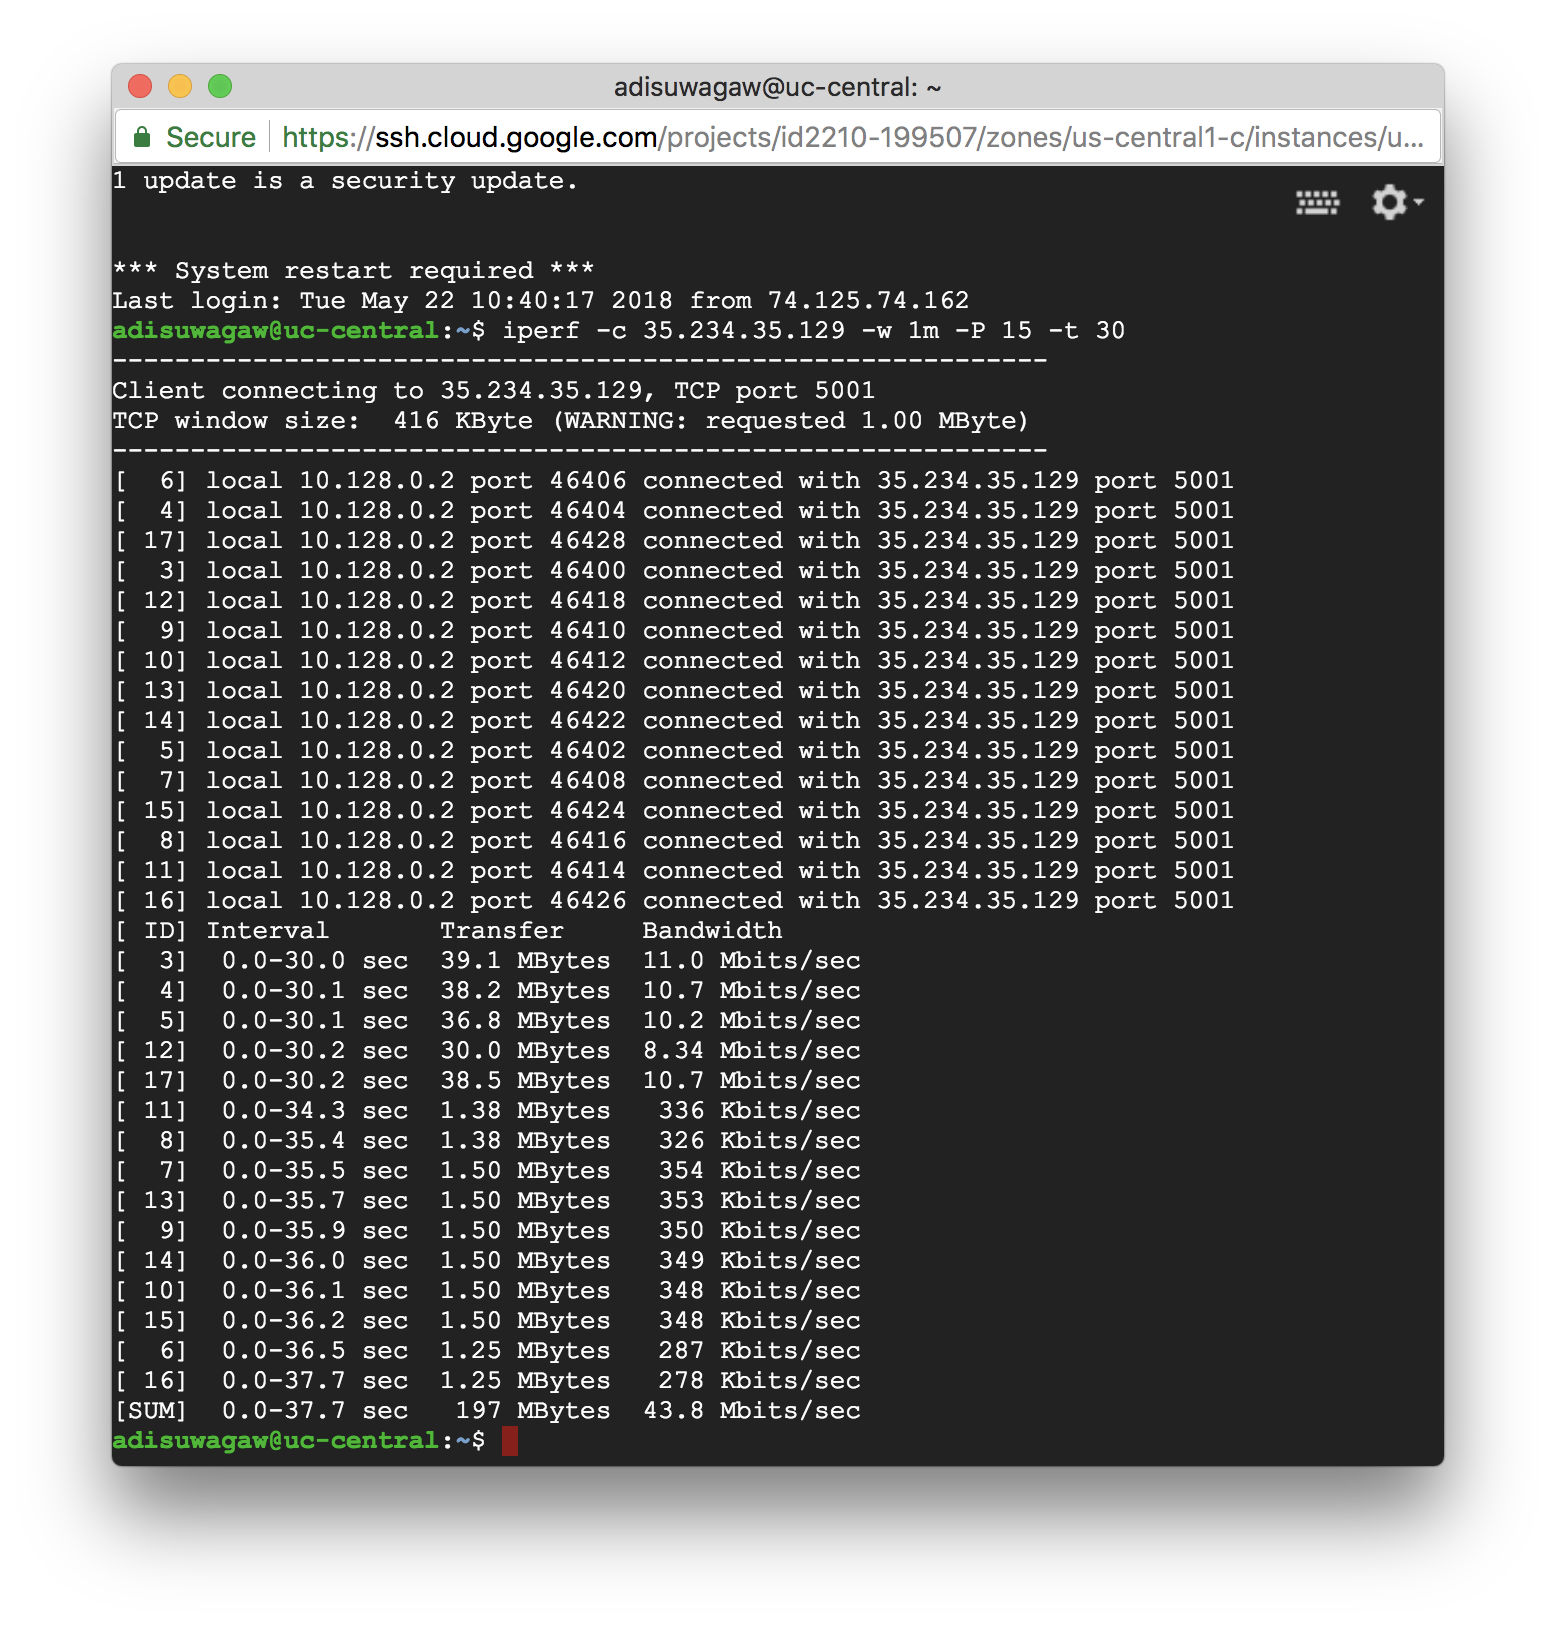 adisuwagaw@uc-central: ~
Secure https://ssh.cloud.google.com/projects/id2210-199507/zones/us-central1-c/instances/u...
1 update is a security update.
*** System restart required ***
Last login: Tue May 22 10:40:17 2018 from 74.125.74.162
adisuwagaw@uc-central:~$ iperf -c 35.234.35.129 -w 1m -P 15 -t 30
------------------------------------------------------------
Client connecting to 35.234.35.129, TCP port 5001
TCP window size:  416 KByte (WARNING: requested 1.00 MByte)
------------------------------------------------------------
[  6] local 10.128.0.2 port 46406 connected with 35.234.35.129 port 5001
[  4] local 10.128.0.2 port 46404 connected with 35.234.35.129 port 5001
[ 17] local 10.128.0.2 port 46428 connected with 35.234.35.129 port 5001
[  3] local 10.128.0.2 port 46400 connected with 35.234.35.129 port 5001
[ 12] local 10.128.0.2 port 46418 connected with 35.234.35.129 port 5001
[  9] local 10.128.0.2 port 46410 connected with 35.234.35.129 port 5001
[ 10] local 10.128.0.2 port 46412 connected with 35.234.35.129 port 5001
[ 13] local 10.128.0.2 port 46420 connected with 35.234.35.129 port 5001
[ 14] local 10.128.0.2 port 46422 connected with 35.234.35.129 port 5001
[  5] local 10.128.0.2 port 46402 connected with 35.234.35.129 port 5001
[  7] local 10.128.0.2 port 46408 connected with 35.234.35.129 port 5001
[ 15] local 10.128.0.2 port 46424 connected with 35.234.35.129 port 5001
[  8] local 10.128.0.2 port 46416 connected with 35.234.35.129 port 5001
[ 11] local 10.128.0.2 port 46414 connected with 35.234.35.129 port 5001
[ 16] local 10.128.0.2 port 46426 connected with 35.234.35.129 port 5001
[ ID] Interval       Transfer     Bandwidth
[  3]  0.0-30.0 sec  39.1 MBytes  11.0 Mbits/sec
[  4]  0.0-30.1 sec  38.2 MBytes  10.7 Mbits/sec
[  5]  0.0-30.1 sec  36.8 MBytes  10.2 Mbits/sec
[ 12]  0.0-30.2 sec  30.0 MBytes  8.34 Mbits/sec
[ 17]  0.0-30.2 sec  38.5 MBytes  10.7 Mbits/sec
[ 11]  0.0-34.3 sec  1.38 MBytes   336 Kbits/sec
[  8]  0.0-35.4 sec  1.38 MBytes   326 Kbits/sec
[  7]  0.0-35.5 sec  1.50 MBytes   354 Kbits/sec
[ 13]  0.0-35.7 sec  1.50 MBytes   353 Kbits/sec
[  9]  0.0-35.9 sec  1.50 MBytes   350 Kbits/sec
[ 14]  0.0-36.0 sec  1.50 MBytes   349 Kbits/sec
[ 10]  0.0-36.1 sec  1.50 MBytes   348 Kbits/sec
[ 15]  0.0-36.2 sec  1.50 MBytes   348 Kbits/sec
[  6]  0.0-36.5 sec  1.25 MBytes   287 Kbits/sec
[ 16]  0.0-37.7 sec  1.25 MBytes   278 Kbits/sec
[SUM]  0.0-37.7 sec   197 MBytes  43.8 Mbits/sec
adisuwagaw@uc-central:~$